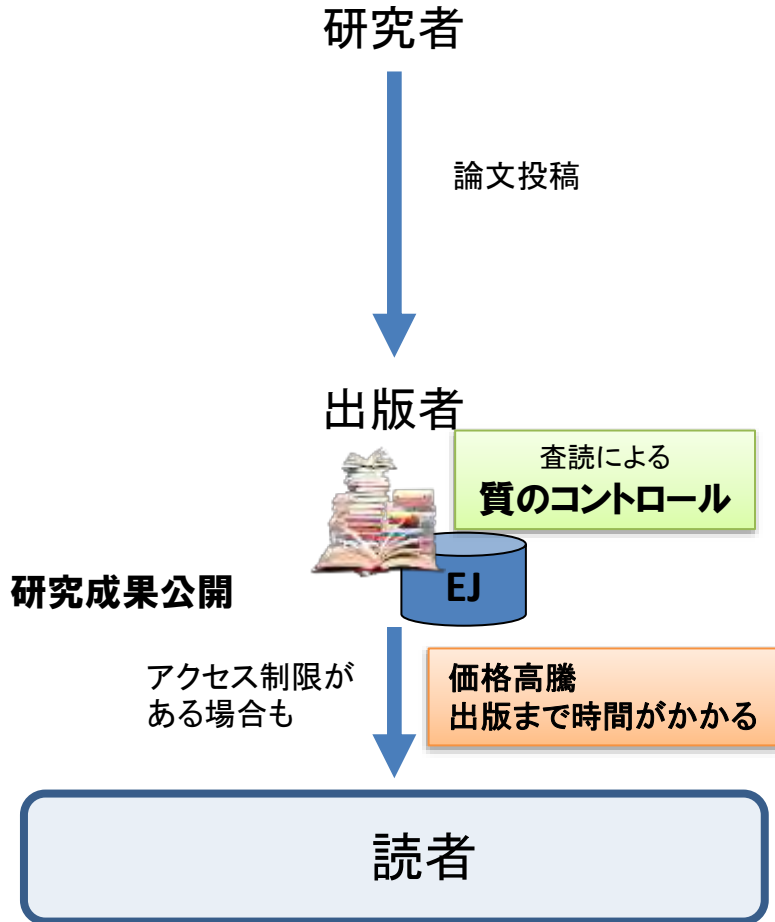 研究者
論文投稿
出版者
査読による
質のコントロール
EJ
研究成果公開
アクセス制限が
ある場合も
価格高騰
出版まで時間がかかる
読者